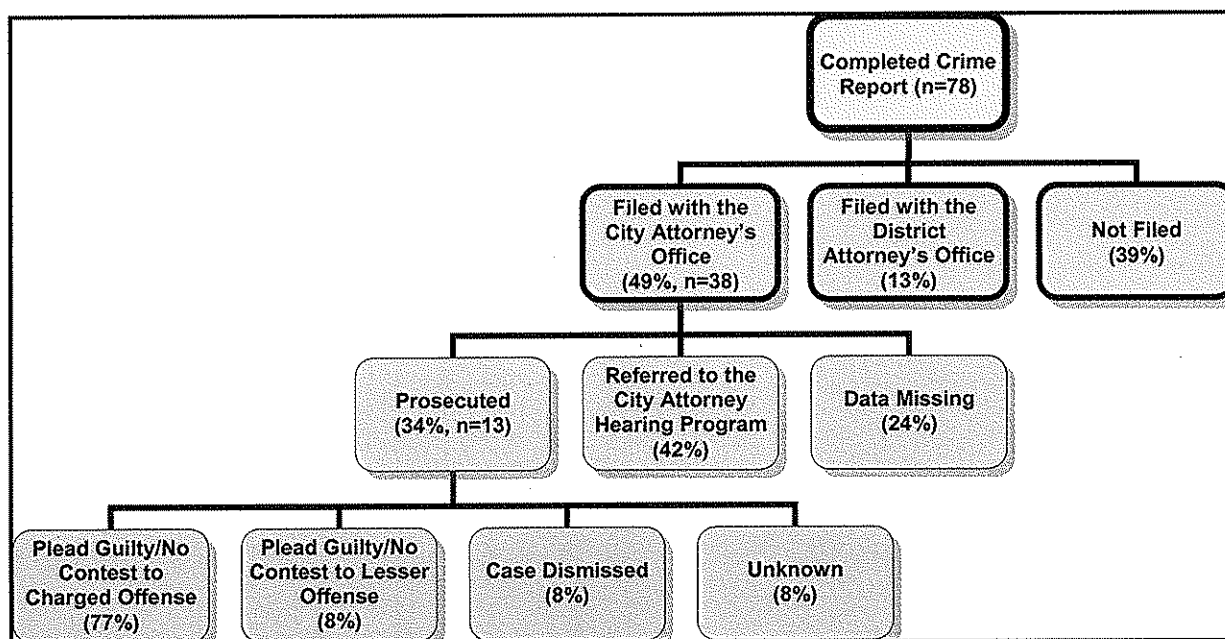 Completed Crime
Report (n=78)
Filed with the
City Attorney's
Office
(49%, n=38)
Filed with the
District
Attorney's Office
(13%)
Not Filed
(39%)
Prosecuted
(34%, n=13)
Referred to the
City Attorney
Hearing Program
(42%)
Data Missing
(24%)
Plead Guilty/No
Contest to
Charged Offense
(77%)
Plead Guilty/No
Contest to Lesser
Offense
(8%)
Case Dismissed
(8%)
Unknown
(8%)